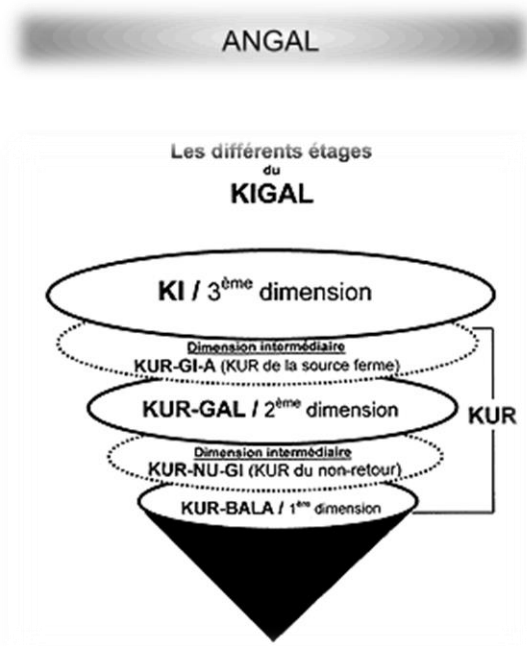 ANGAL
Les différents étages
du
KIGAL
KI / 3ème dimension
Dimension intermédiaire
KUR-GI-A (KUR de la source ferme)
KUR-GAL / 2ème dimension
KUR
Dimension intermédiaire
KUR-NU-GI (KUR du non-retour)
KUR-BALA / 1ère dimension